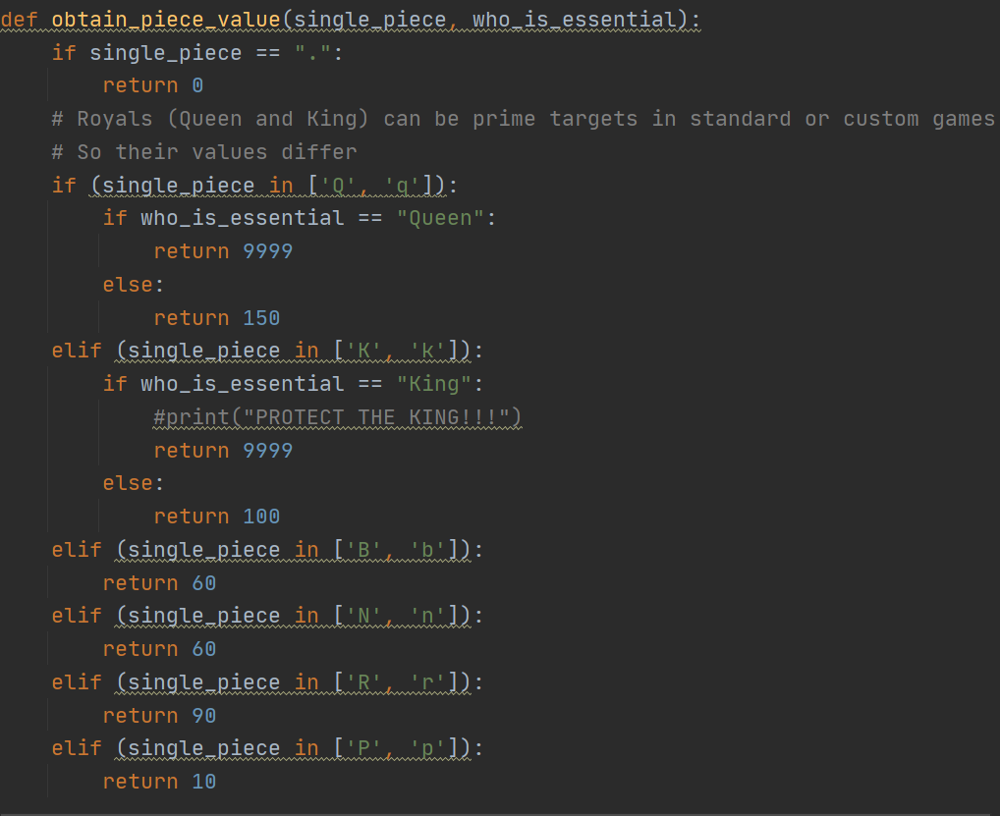 def obtain_piece_value(single_piece, who_is_essential):
    if single_piece == ".":
        return 0
    # Royals (Queen and King) can be prime targets in standard or custom games
    # So their values differ
    if (single_piece in ['Q', 'q']):
        if who_is_essential == "Queen":
            return 9999
        else:
            return 150
    elif (single_piece in ['K', 'k']):
        if who_is_essential == "King":
            #print("PROTECT THE KING!!!")
            return 9999
        else:
            return 100
    elif (single_piece in ['B', 'b']):
        return 60
    elif (single_piece in ['N', 'n']):
        return 60
    elif (single_piece in ['R', 'r']):
        return 90
    elif (single_piece in ['P', 'p']):
        return 10